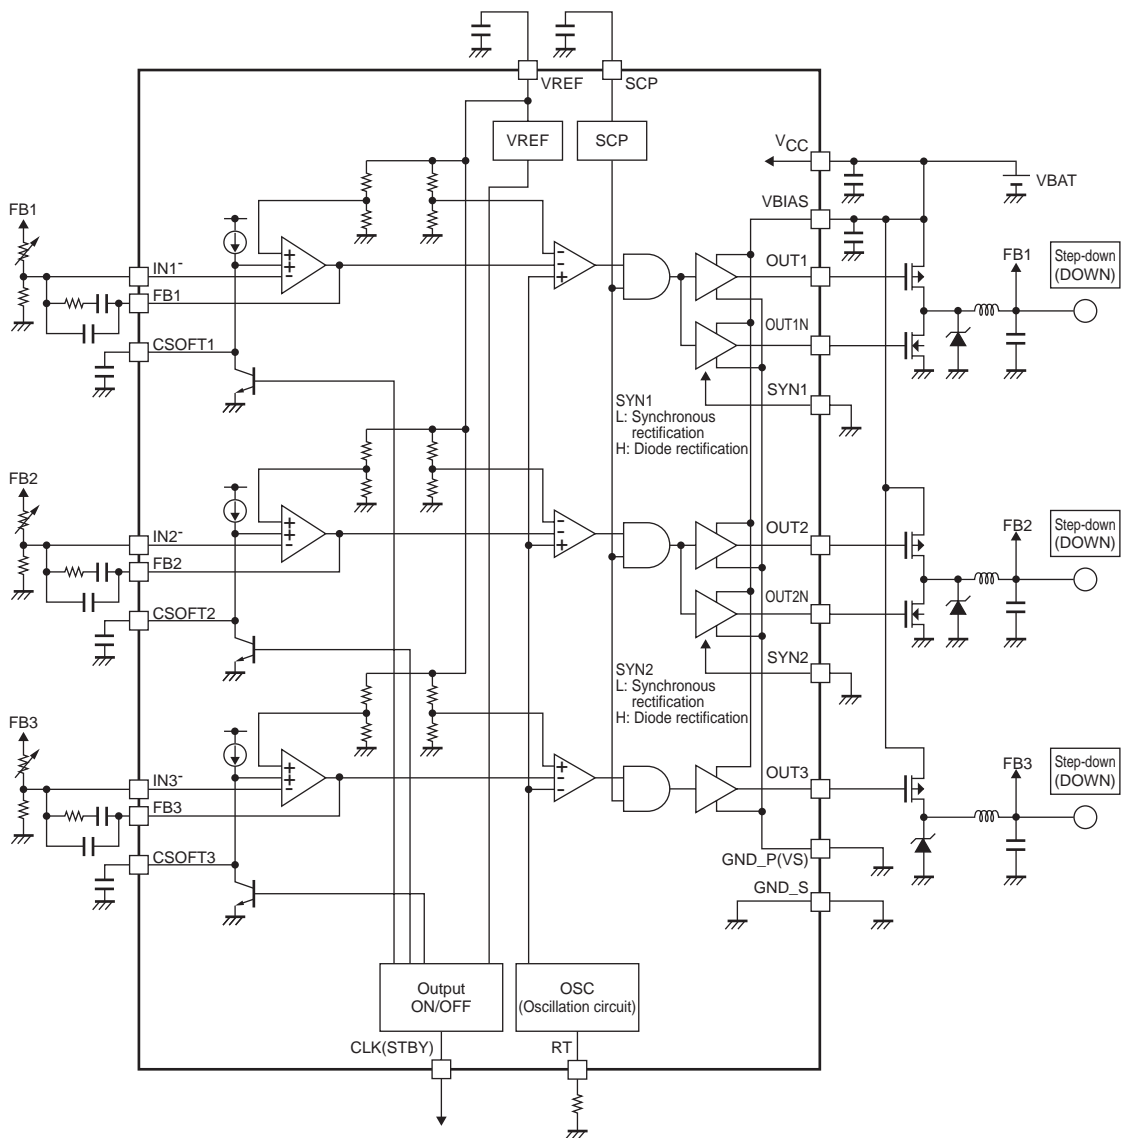 VREF
SCP
VREF
SCP
VCC
VBAT
VBIAS
FB1
IN1-
FB1
CSOFT1
+
+
-
-
-
+
OUT1
OUT1N
SYN1
FB1
Step-down
(DOWN)
SYN1
L: Synchronous
rectification
H: Diode rectification
FB2
IN2-
FB2
CSOFT2
+
+
-
-
-
+
OUT2
OUT2N
SYN2
FB2
Step-down
(DOWN)
SYN2
L: Synchronous
rectification
H: Diode rectification
FB3
IN3-
FB3
CSOFT3
+
+
-
+
-
-
OUT3
FB3
Step-down
(DOWN)
GND_P(VS)
GND_S
Output
ON/OFF
OSC
(Oscillation circuit)
CLK(STBY)
RT